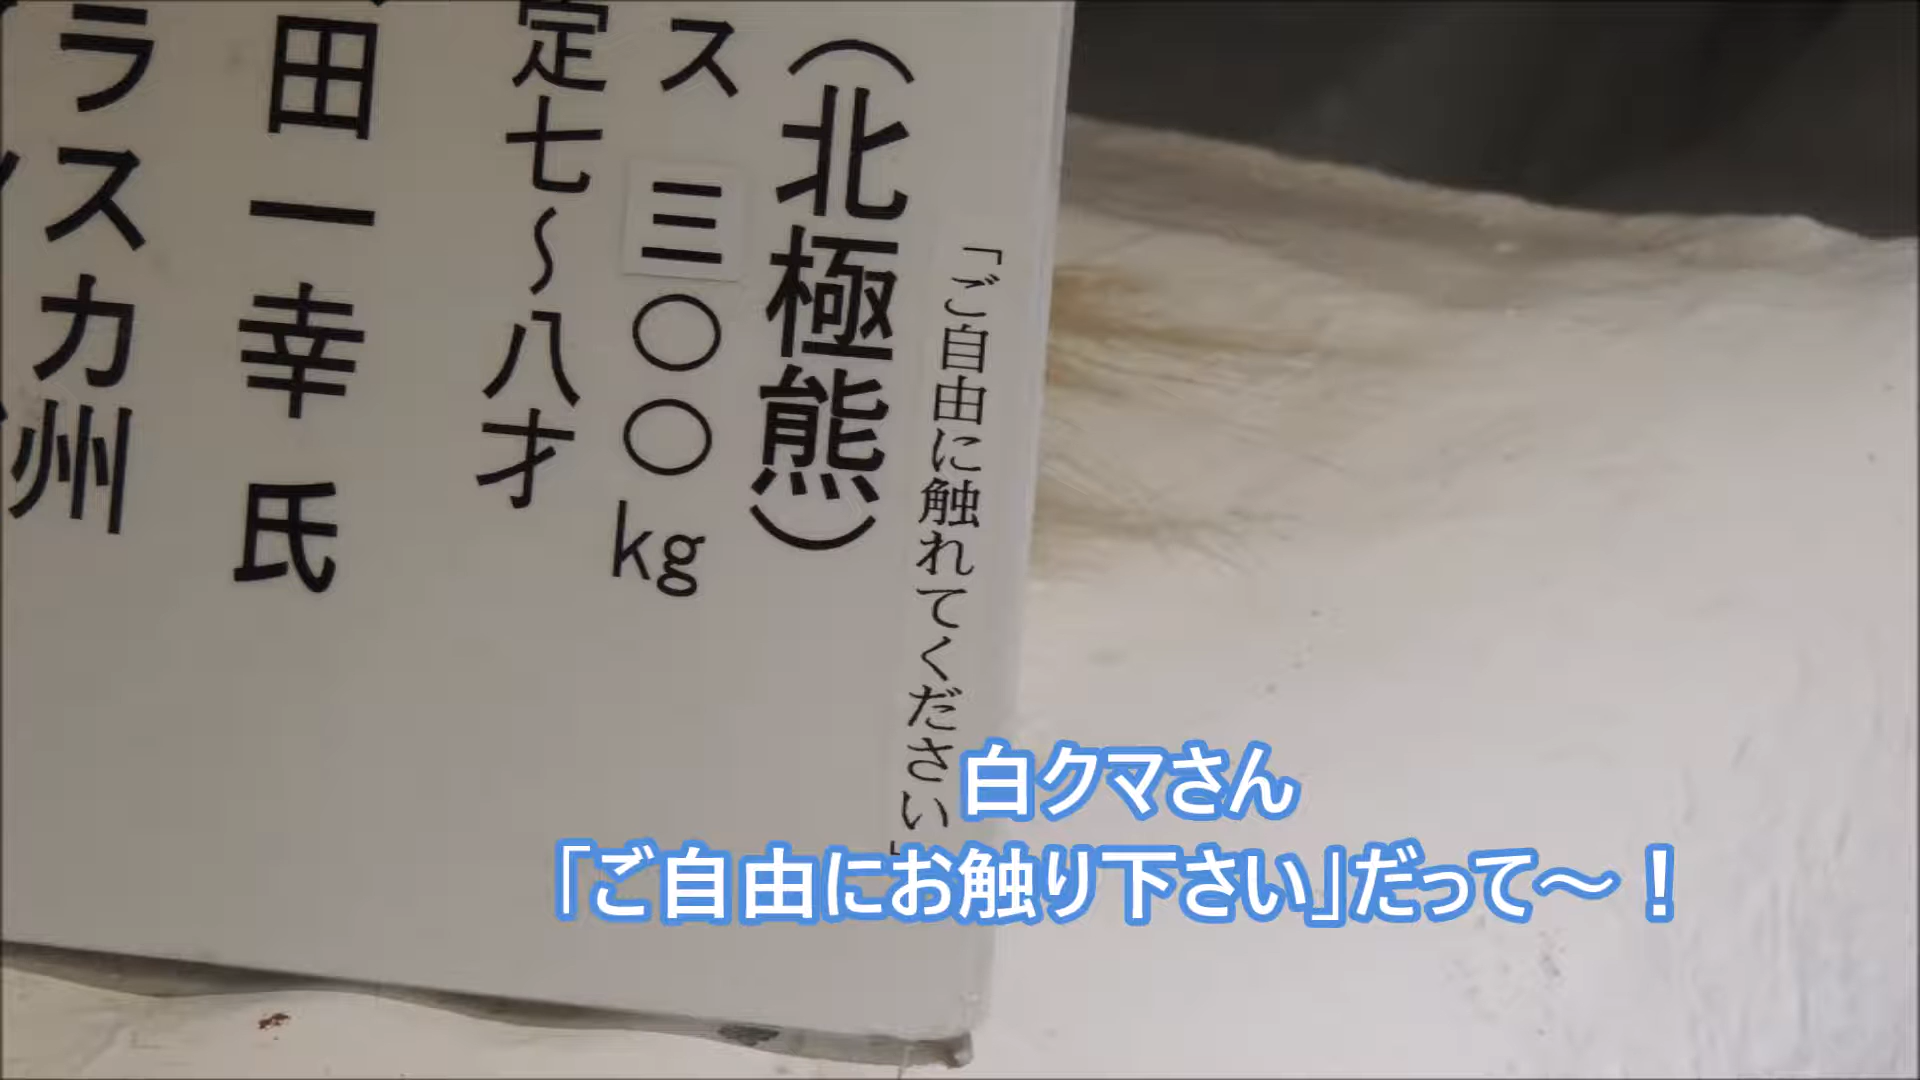 「ご自由に触れてください」
(北極熊)
ス 三〇〇kg
定七～八才
田一幸氏
ラスカ州
白クマさん
「ご自由にお触り下さい」だって～！